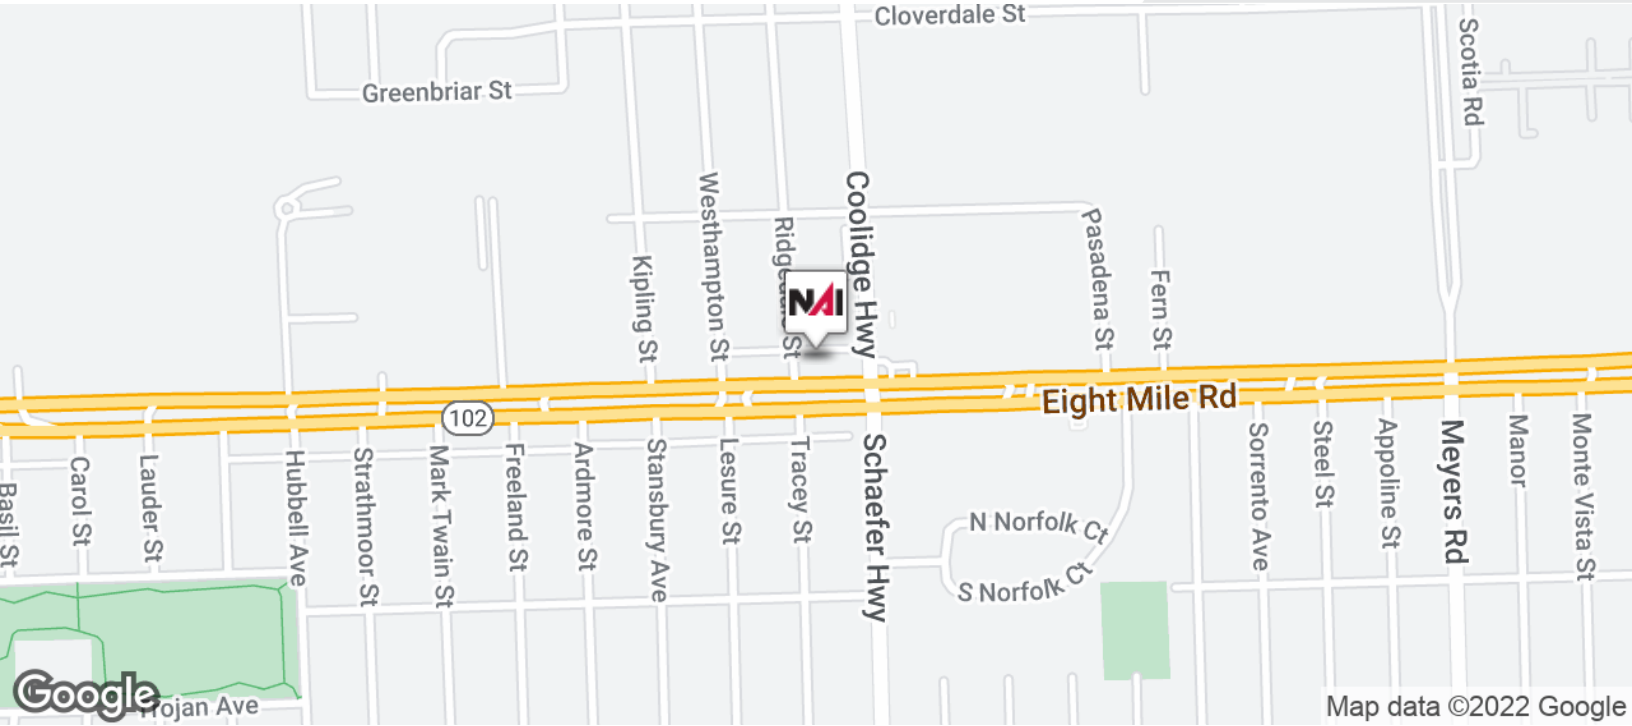 Cloverdale St
Scotia Rd
Greenbriar St
Westhampton St
Coolidge Hwy
Pasadena St
Kipling St
Fern St
NAI
Eight Mile Rd
102
Basil St
Carol St
Lauder St
Hubbell Ave
Strathmoor St
Mark Twain St
Freeland St
Ardmore St
Stansbury Ave
Lesure St
Tracey St
Schaefer Hwy
N Norfolk Ct
S Norfolk Ct
Sorrento Ave
Steel St
Appoline St
Meyers Rd
Manor
Monte Vista St
Google
Trojan Ave
Map data ©2022 Google